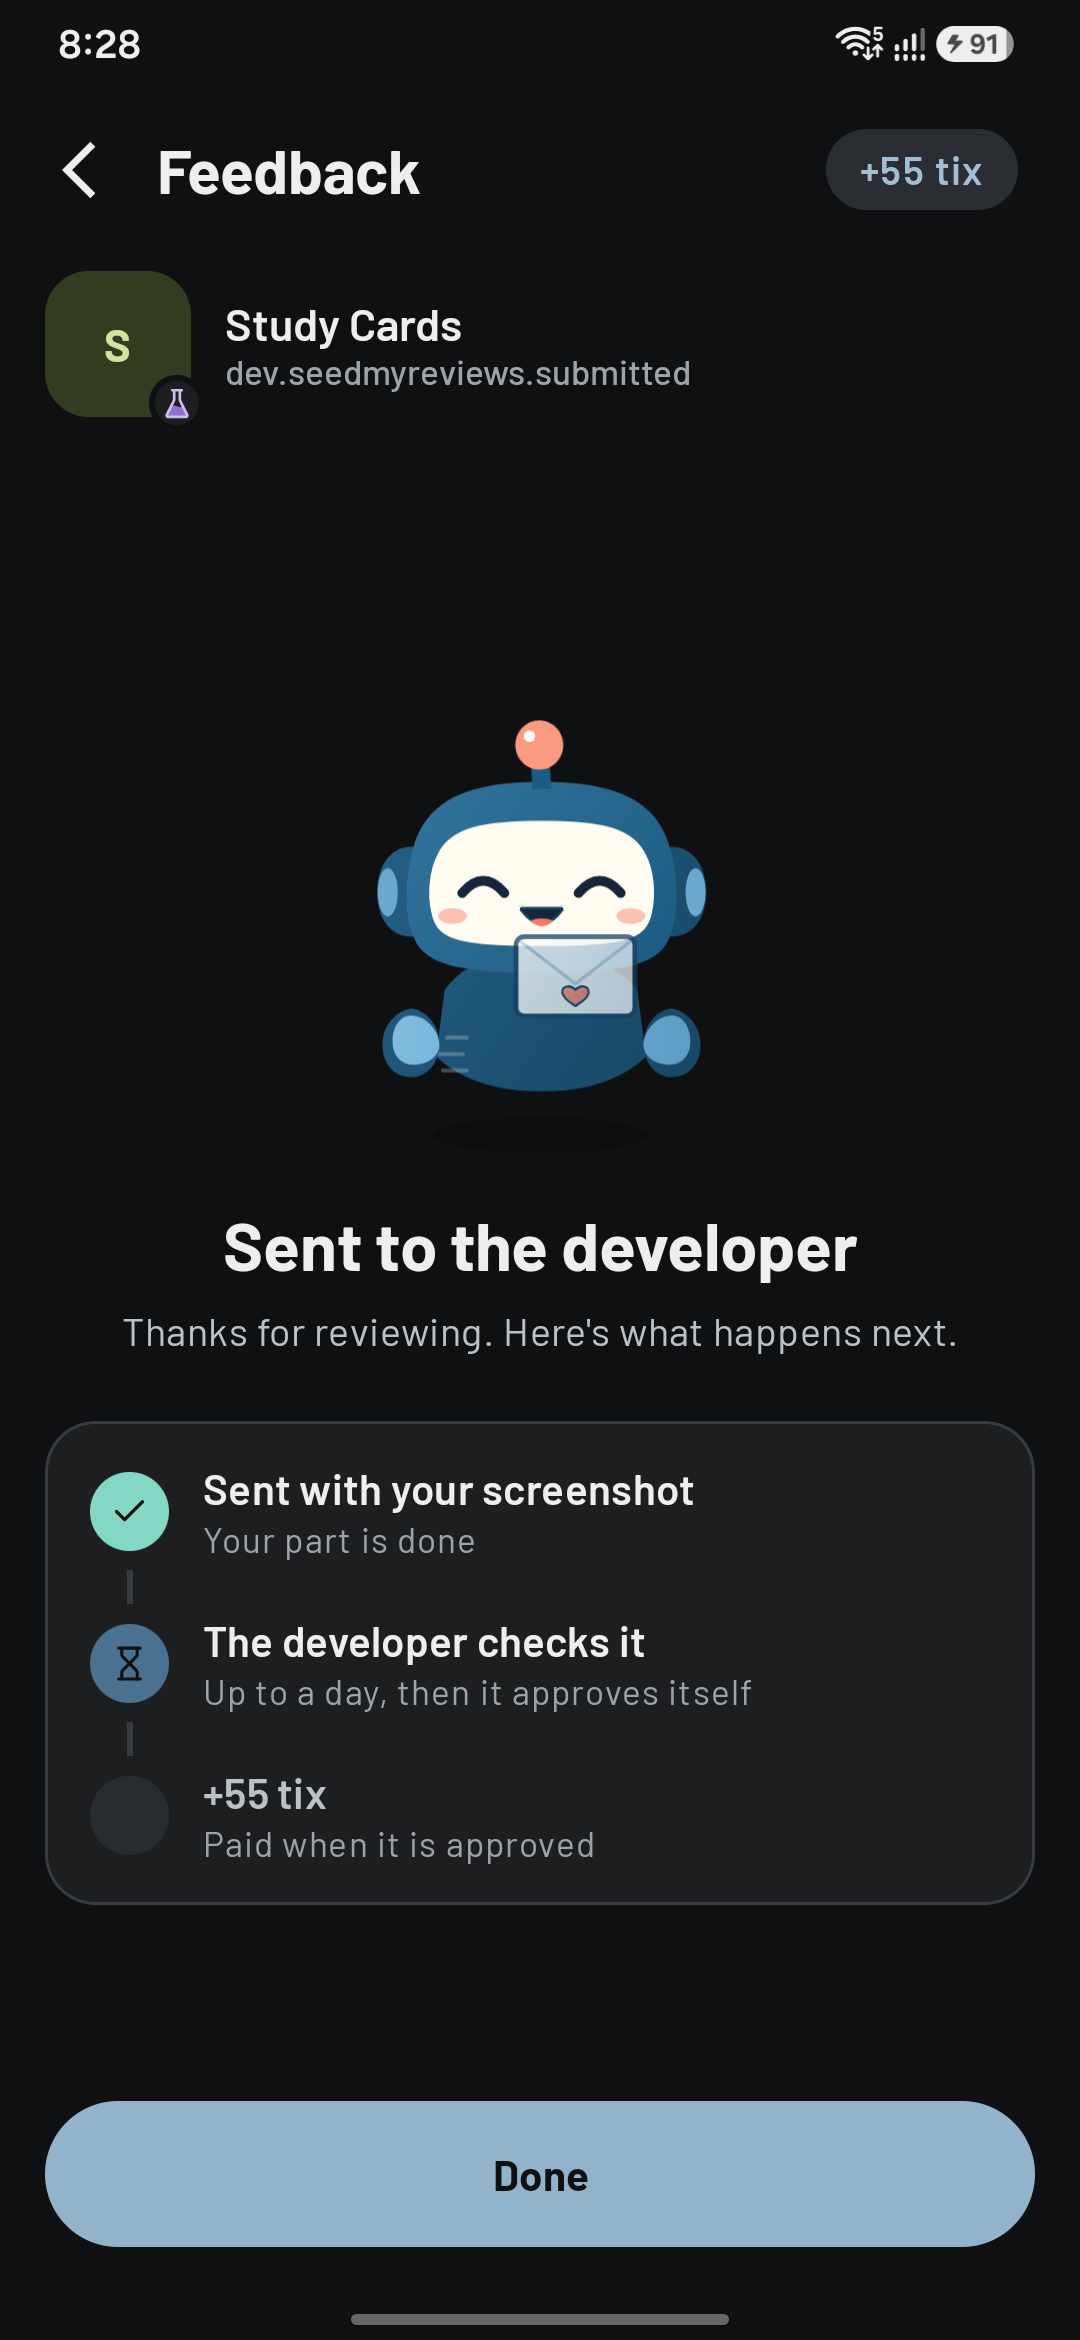 8:28
5
91
Feedback
+55 tix
S
Study Cards
dev.seedmyreviews.submitted
Sent to the developer
Thanks for reviewing. Here's what happens next.
Sent with your screenshot
Your part is done
The developer checks it
Up to a day, then it approves itself
+55 tix
Paid when it is approved
Done